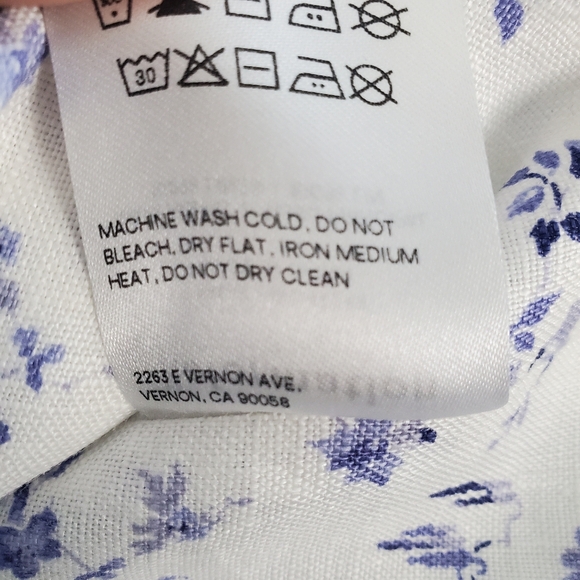 30
MACHINE WASH COLD, DO NOT
BLEACH, DRY FLAT, IRON MEDIUM
HEAT, DO NOT DRY CLEAN
2263 E VERNON AVE,
VERNON, CA 90058